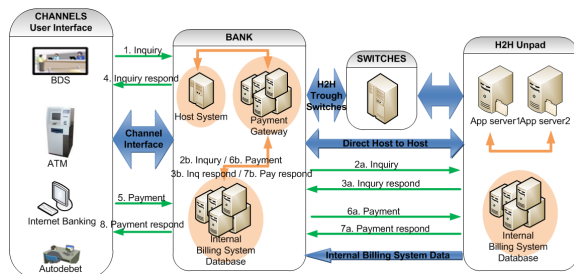 CHANNELS
User Interface
BDS
ATM
Internet Banking
Autodebet
1. Inquiry
4. Inquiry respond
Channel
Interface
5. Payment
8. Payment respond
BANK
Host System
Payment
Gateway
2b. Inqury / 6b. Payment
3b. Inq respond / 7b. Pay respond
Internal
Billing System
Database
H2H
Trough
Switches
SWITCHES
Direct Host to Host
2a. Inquiry
3a. Inqury respond
6a. Payment
7a. Payment respond
Internal Billing System Data
H2H Unpad
App server1
App server2
Internal
Billing System
Database